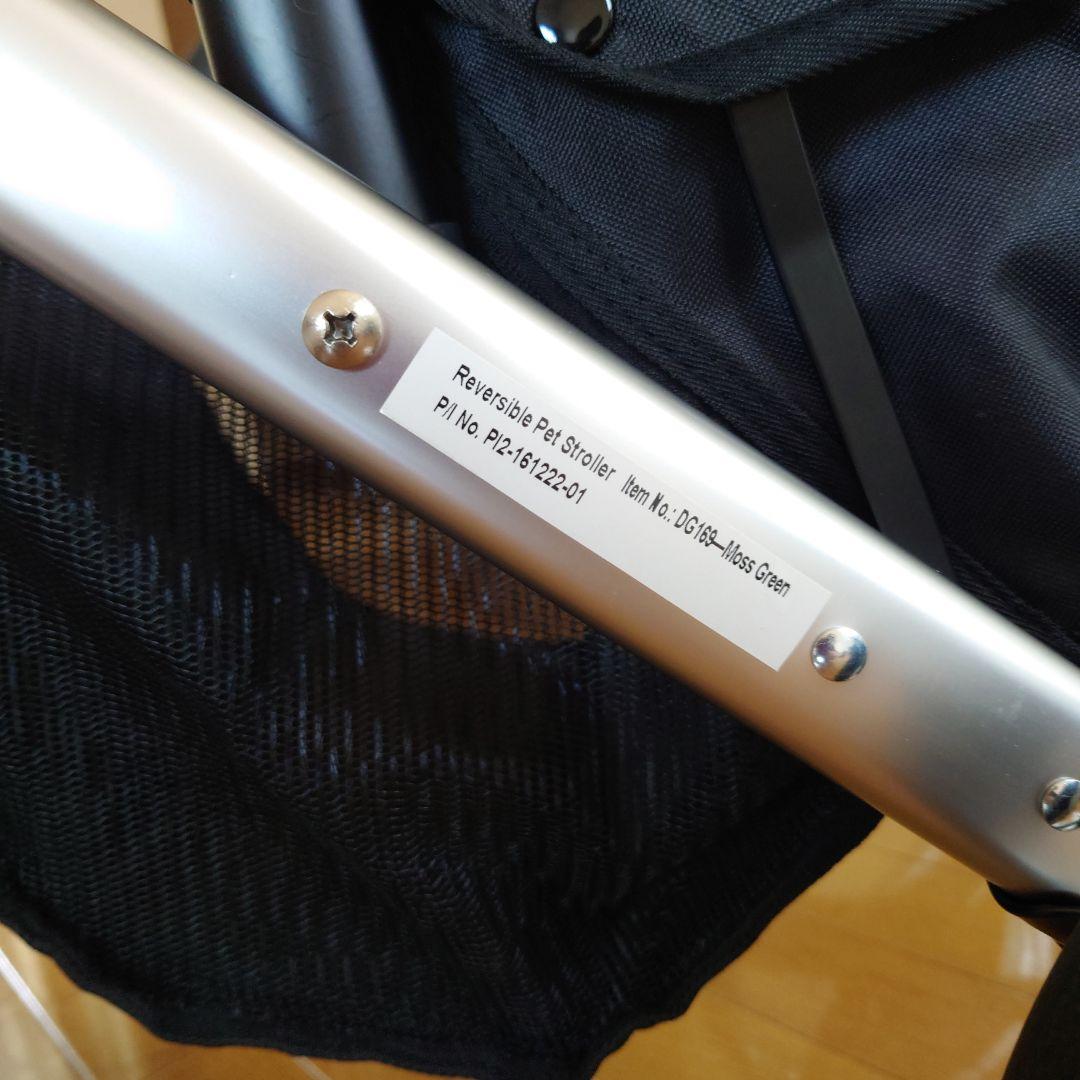 Reversible Pet Stroller Item No.: DG169—Moss Green
P/I No. PI2-161222-01